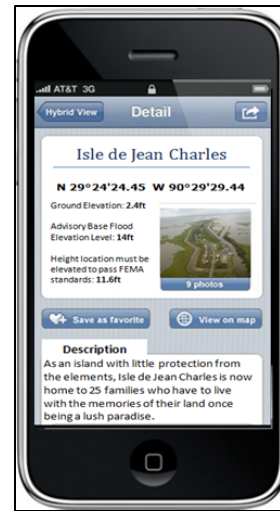 AT&T 3G
Hybrid View Detail
Isle de Jean Charles
N 29°24'24.45 W 90°29'29.44
Ground Elevation: 2.4ft
Advisory Base Flood
Elevation Level: 14ft
Height location must be
elevated to pass FEMA
standards: 11.6ft
9 photos
Save as favorite View on map
Description
As an island with little protection from
the elements, Isle de Jean Charles is now
home to 25 families who have to live
with the memories of their land once
being a lush paradise.